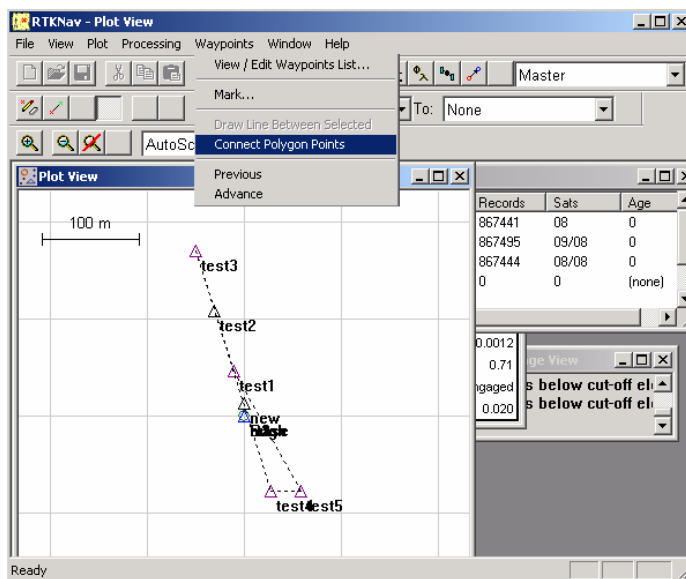 RTKNav - Plot View
File View Plot Processing Waypoints Window Help
View / Edit Waypoints List...
Mark...
Draw Line Between Selected
Connect Polygon Points
Previous
Advance
Master
To: None
AutoSc
Plot View
100 m
test3
test2
test1
new
test4
test5
Records Sats Age
867441 08 0
867495 09/08 0
867444 08/08 0
0 0 (none)
0.0012
0.71
ngaged
0.020
ge View
s below cut-off el
s below cut-off el
Ready